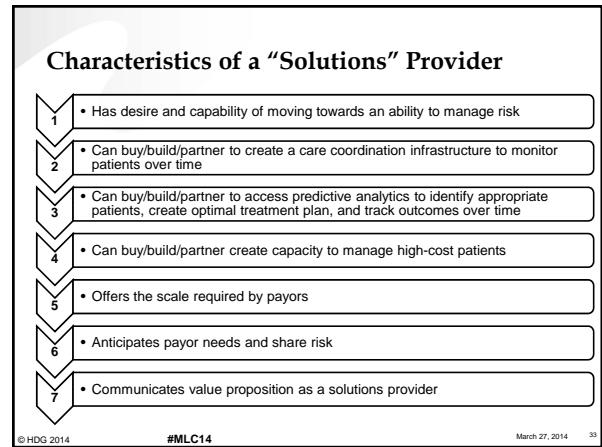 Characteristics of a “Solutions” Provider
1
• Has desire and capability of moving towards an ability to manage risk
2
• Can buy/build/partner to create a care coordination infrastructure to monitor
patients over time
3
• Can buy/build/partner to access predictive analytics to identify appropriate
patients, create optimal treatment plan, and track outcomes over time
4
• Can buy/build/partner create capacity to manage high-cost patients
5
• Offers the scale required by payors
6
• Anticipates payor needs and share risk
7
• Communicates value proposition as a solutions provider
© HDG 2014 #MLC14 March 27, 2014 33